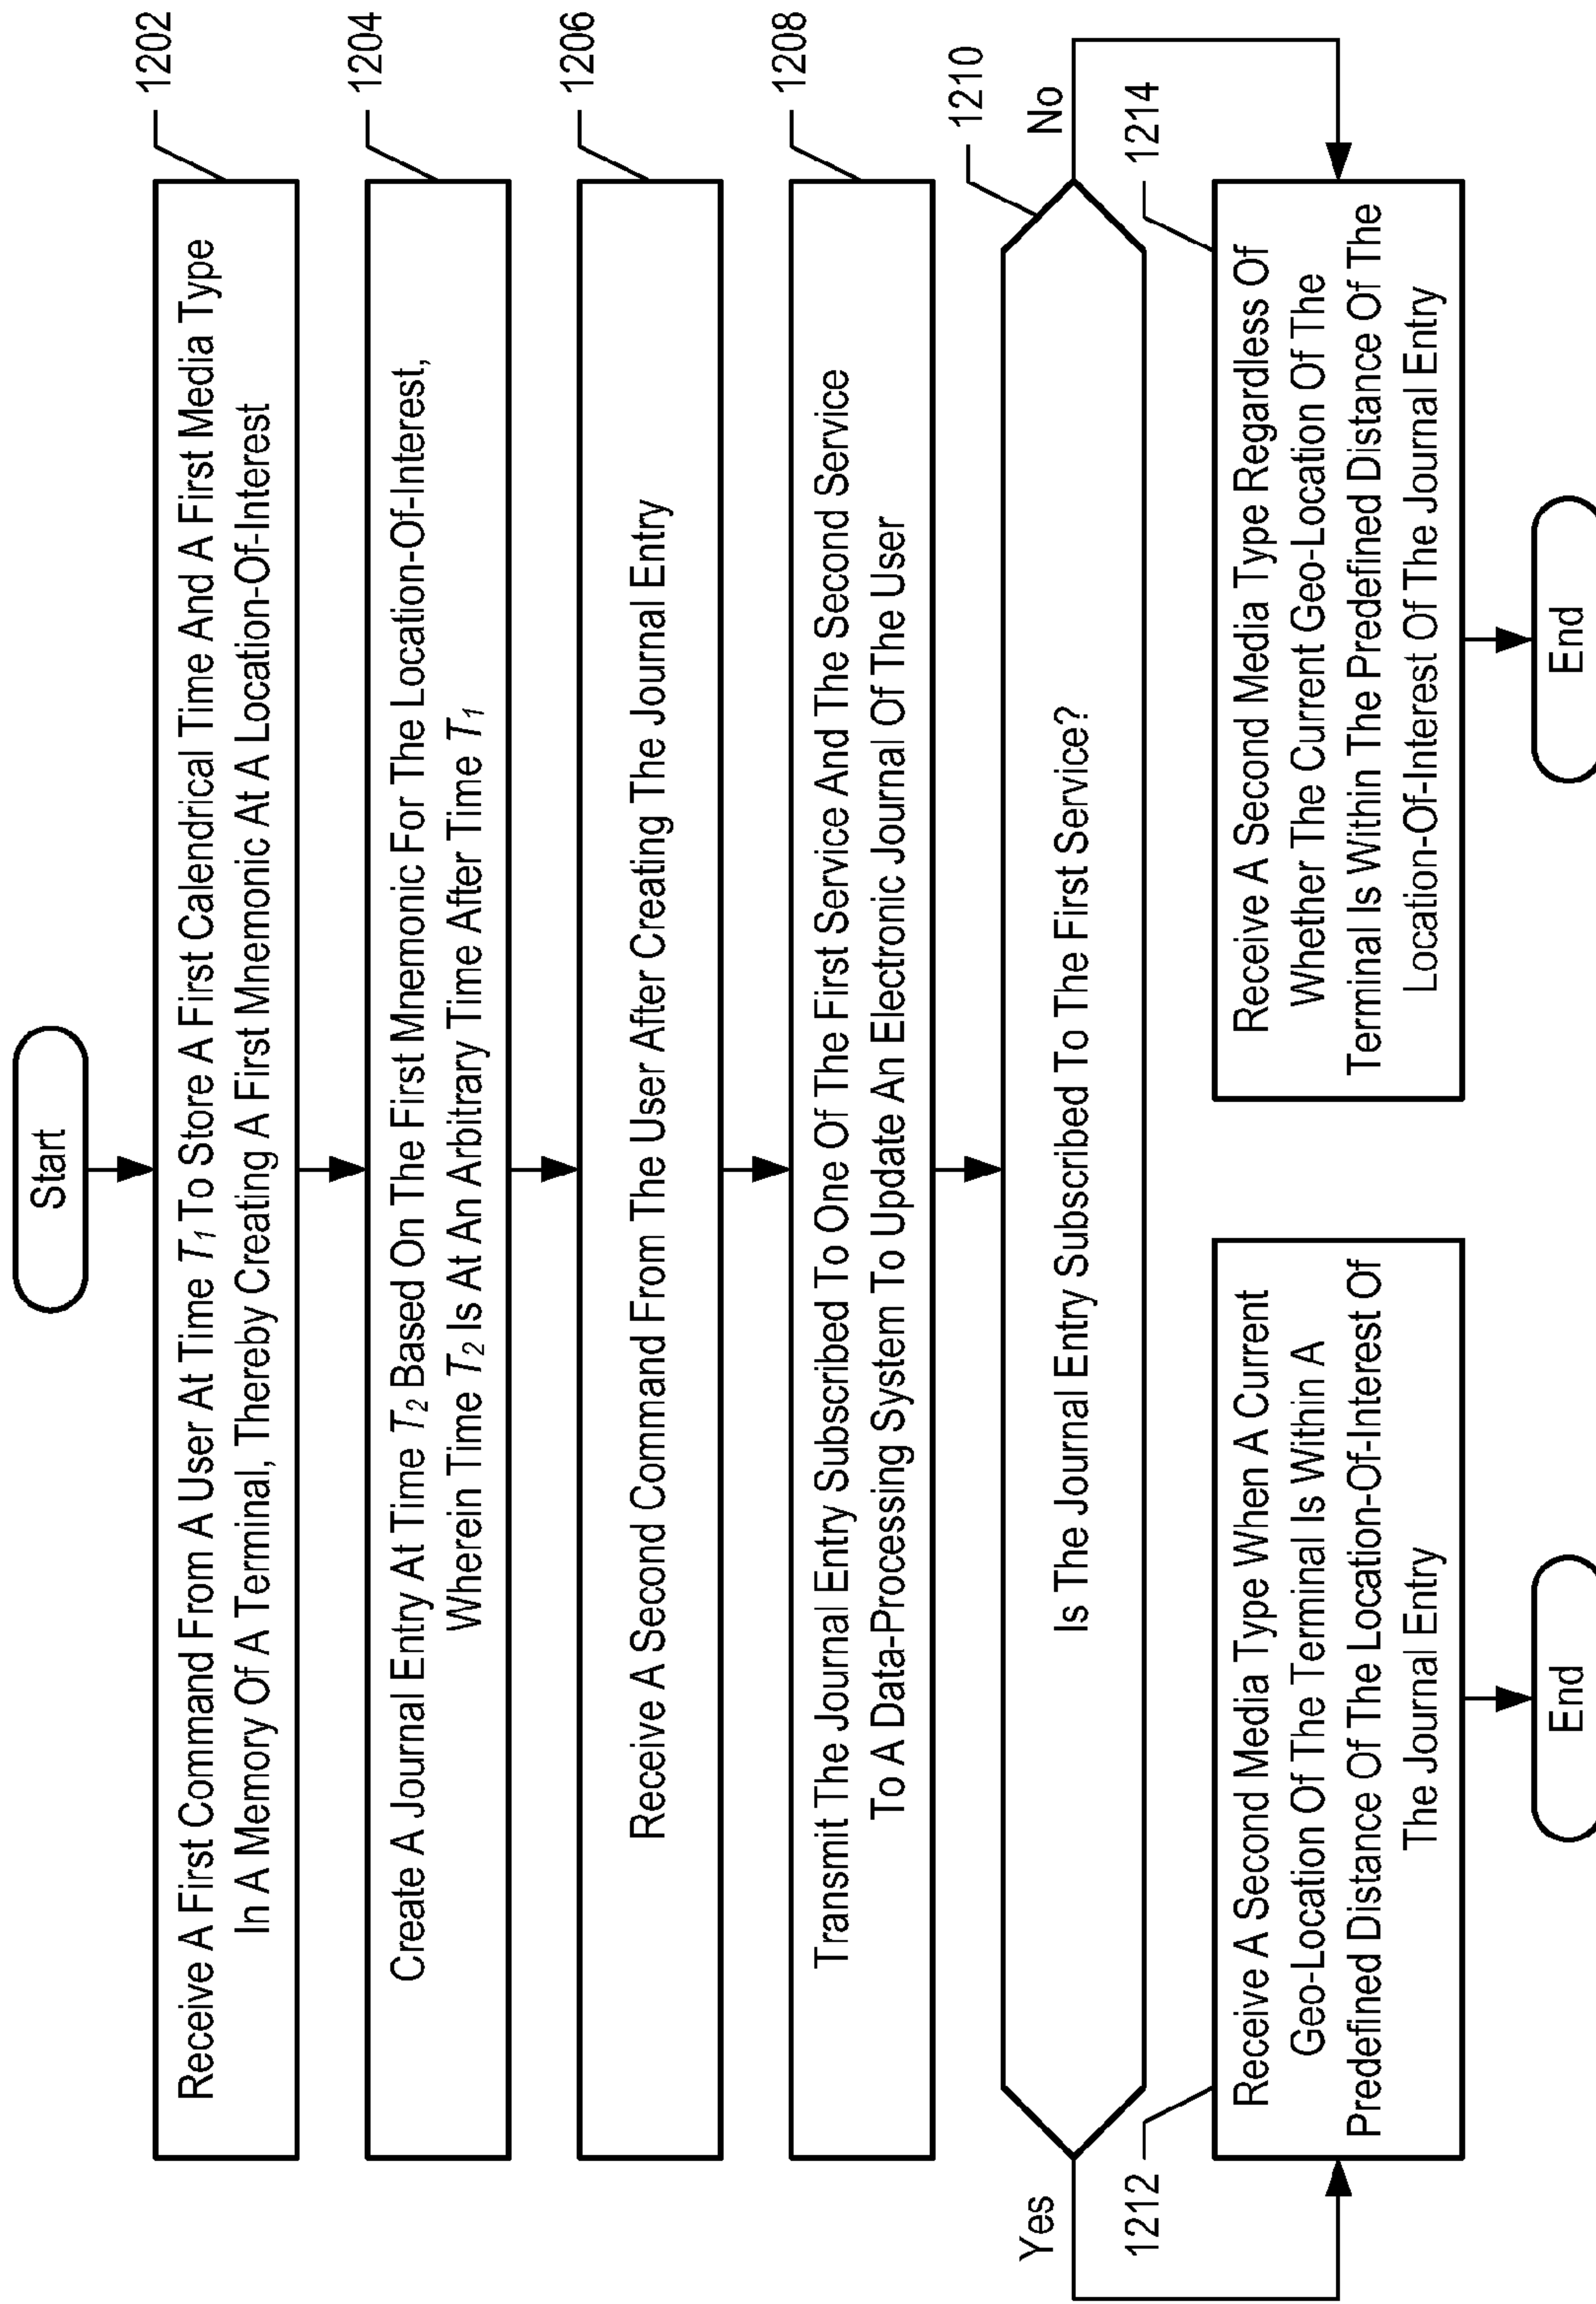 Start
1202
Receive A First Command From A User At Time T1 To Store A First Calendrical Time And A First Media Type
In A Memory Of A Terminal, Thereby Creating A First Mnemonic At A Location-Of-Interest
1204
Create A Journal Entry At Time T2 Based On The First Mnemonic For The Location-Of-Interest,
Wherein Time T2 Is At An Arbitrary Time After Time T1
1206
Receive A Second Command From The User After Creating The Journal Entry
1208
Transmit The Journal Entry Subscribed To One Of The First Service And The Second Service
To A Data-Processing System To Update An Electronic Journal Of The User
1210
Is The Journal Entry Subscribed To The First Service?
Yes
No
1212
Receive A Second Media Type When A Current
Geo-Location Of The Terminal Is Within A
Predefined Distance Of The Location-Of-Interest Of
The Journal Entry
End
1214
Receive A Second Media Type Regardless Of
Whether The Current Geo-Location Of The
Terminal Is Within The Predefined Distance Of The
Location-Of-Interest Of The Journal Entry
End